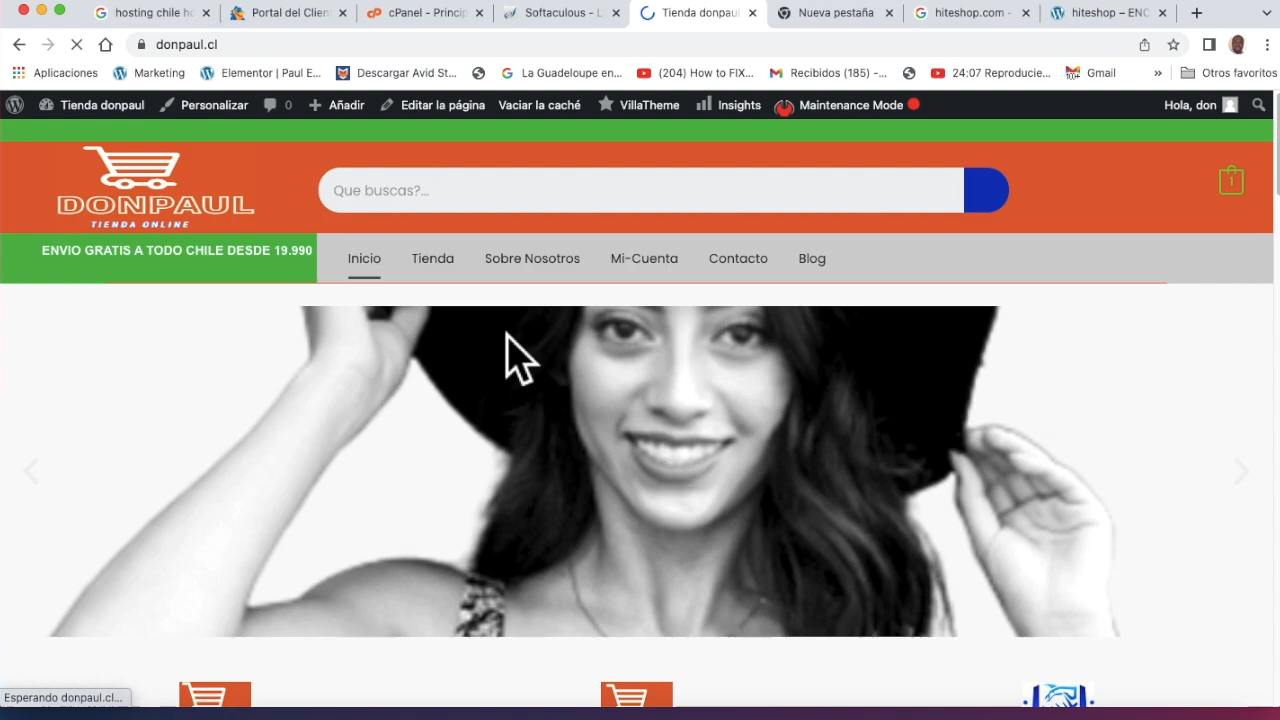 hosting chile ho
Portal del Clien
cPanel - Princip
Softaculous - L
Tienda donpaul
Nueva pestaña
hiteshop.com -
hiteshop – ENC
donpaul.cl
Aplicaciones
Marketing
Elementor | Paul E...
Descargar Avid St...
La Guadeloupe en...
(204) How to FIX...
Recibidos (185) -...
24:07 Reproducie...
Gmail
»
Otros favoritos
Tienda donpaul
Personalizar
0
Añadir
Editar la página
Vaciar la caché
VillaTheme
Insights
Maintenance Mode
Hola, don
DONPAUL
TIENDA ONLINE
Que buscas?...
1
ENVIO GRATIS A TODO CHILE DESDE 19.990
Inicio
Tienda
Sobre Nosotros
Mi-Cuenta
Contacto
Blog
Esperando donpaul.cl...